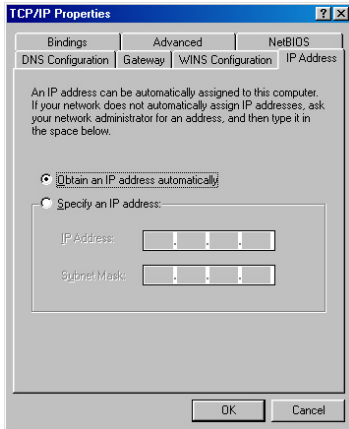 TCP/IP Properties
Bindings Advanced NetBIOS
DNS Configuration Gateway WINS Configuration IP Address
An IP address can be automatically assigned to this computer.
If your network does not automatically assign IP addresses, ask
your network administrator for an address, and then type it in
the space below.
Obtain an IP address automatically
Specify an IP address:
IP Address:
Subnet Mask:
OK Cancel